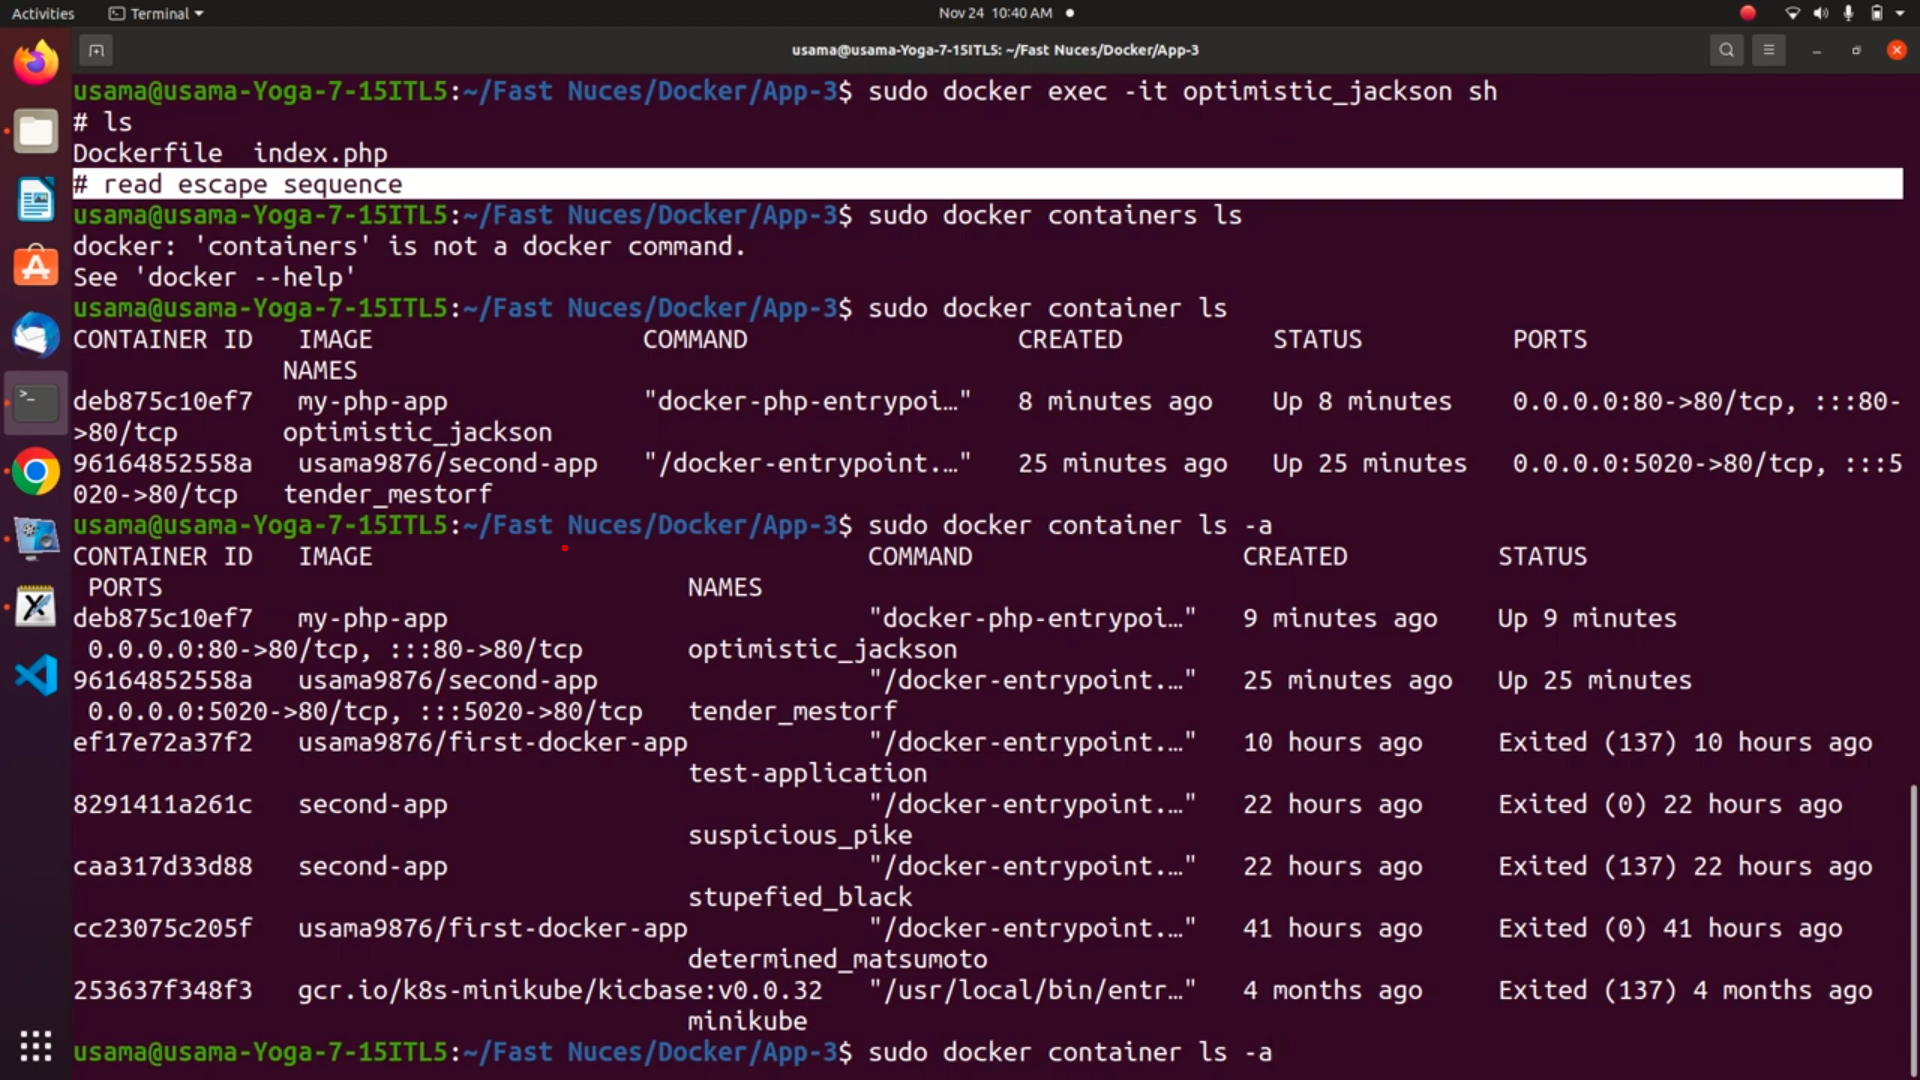 Activities Terminal Nov 24 10:40 AM
usama@usama-Yoga-7-15ITL5: ~/Fast Nuces/Docker/App-3
usama@usama-Yoga-7-15ITL5:~/Fast Nuces/Docker/App-3$ sudo docker exec -it optimistic_jackson sh
# ls
Dockerfile  index.php
# read escape sequence
usama@usama-Yoga-7-15ITL5:~/Fast Nuces/Docker/App-3$ sudo docker containers ls
docker: 'containers' is not a docker command.
See 'docker --help'
usama@usama-Yoga-7-15ITL5:~/Fast Nuces/Docker/App-3$ sudo docker container ls
CONTAINER ID   IMAGE                  COMMAND                  CREATED          STATUS          PORTS
              NAMES
deb875c10ef7   my-php-app             "docker-php-entrypoi…"   8 minutes ago    Up 8 minutes    0.0.0.0:80->80/tcp, :::80-
>80/tcp       optimistic_jackson
96164852558a   usama9876/second-app   "/docker-entrypoint.…"   25 minutes ago   Up 25 minutes   0.0.0.0:5020->80/tcp, :::5
020->80/tcp   tender_mestorf
usama@usama-Yoga-7-15ITL5:~/Fast Nuces/Docker/App-3$ sudo docker container ls -a
CONTAINER ID   IMAGE                                 COMMAND                  CREATED          STATUS
 PORTS                                   NAMES
deb875c10ef7   my-php-app                            "docker-php-entrypoi…"   9 minutes ago    Up 9 minutes
 0.0.0.0:80->80/tcp, :::80->80/tcp       optimistic_jackson
96164852558a   usama9876/second-app                  "/docker-entrypoint.…"   25 minutes ago   Up 25 minutes
 0.0.0.0:5020->80/tcp, :::5020->80/tcp   tender_mestorf
ef17e72a37f2   usama9876/first-docker-app            "/docker-entrypoint.…"   10 hours ago     Exited (137) 10 hours ago
                                         test-application
8291411a261c   second-app                            "/docker-entrypoint.…"   22 hours ago     Exited (0) 22 hours ago
                                         suspicious_pike
caa317d33d88   second-app                            "/docker-entrypoint.…"   22 hours ago     Exited (137) 22 hours ago
                                         stupefied_black
cc23075c205f   usama9876/first-docker-app            "/docker-entrypoint.…"   41 hours ago     Exited (0) 41 hours ago
                                         determined_matsumoto
253637f348f3   gcr.io/k8s-minikube/kicbase:v0.0.32   "/usr/local/bin/entr…"   4 months ago     Exited (137) 4 months ago
                                         minikube
usama@usama-Yoga-7-15ITL5:~/Fast Nuces/Docker/App-3$ sudo docker container ls -a